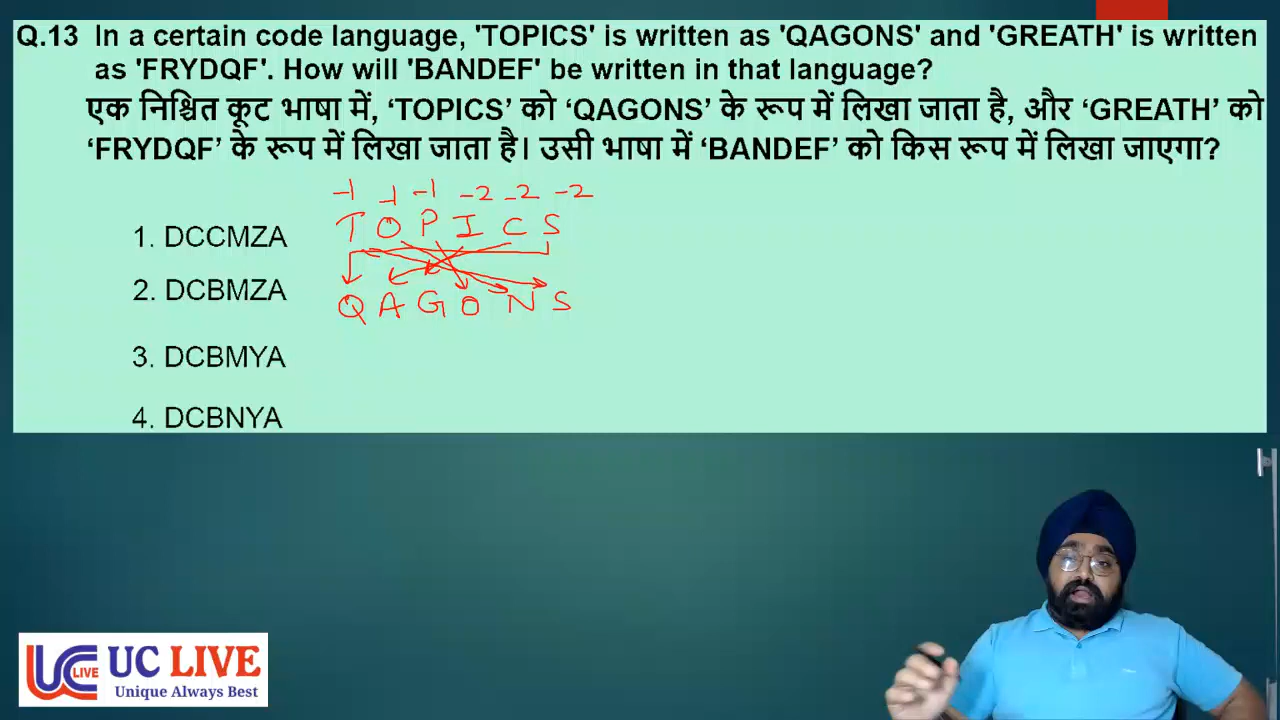 Q.13 In a certain code language, 'TOPICS' is written as 'QAGONS' and 'GREATH' is written
as 'FRYDQF'. How will 'BANDEF' be written in that language?
एक निश्चित कूट भाषा में, ‘TOPICS’ को ‘QAGONS’ के रूप में लिखा जाता है, और ‘GREATH’ को
‘FRYDQF’ के रूप में लिखा जाता है। उसी भाषा में ‘BANDEF’ को किस रूप में लिखा जाएगा?
-1 -1 -1 -2 -2 -2
T O P I C S
1. DCCMZA
2. DCBMZA
Q A G O N S
3. DCBMYA
4. DCBNYA
UC LIVE
LIVE
Unique Always Best